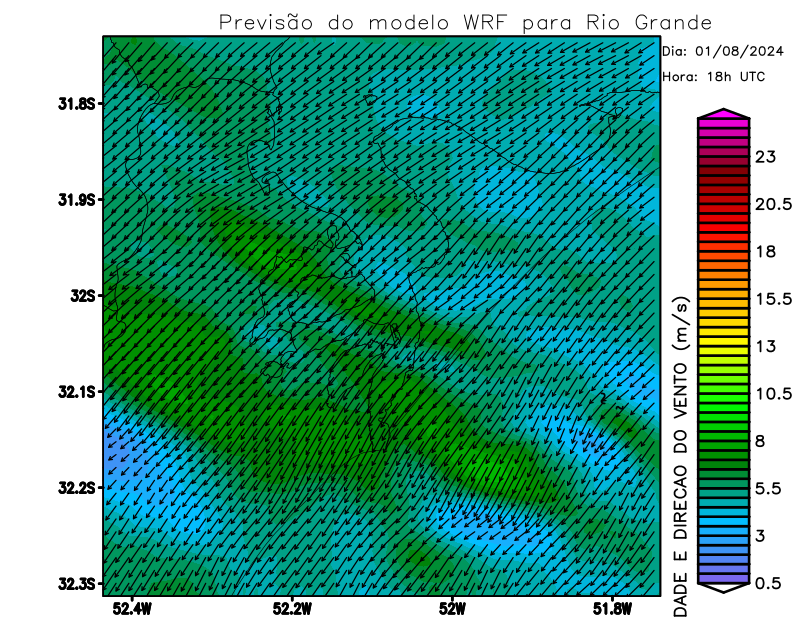 Previsão do modelo WRF para Rio Grande
Dia: 01/08/2024
Hora: 18h UTC
31.8S
31.9S
32S
32.1S
32.2S
32.3S
52.4W
52.2W
52W
51.8W
DADE E DIRECAO DO VENTO (m/s)
23
20.5
18
15.5
13
10.5
8
5.5
3
0.5